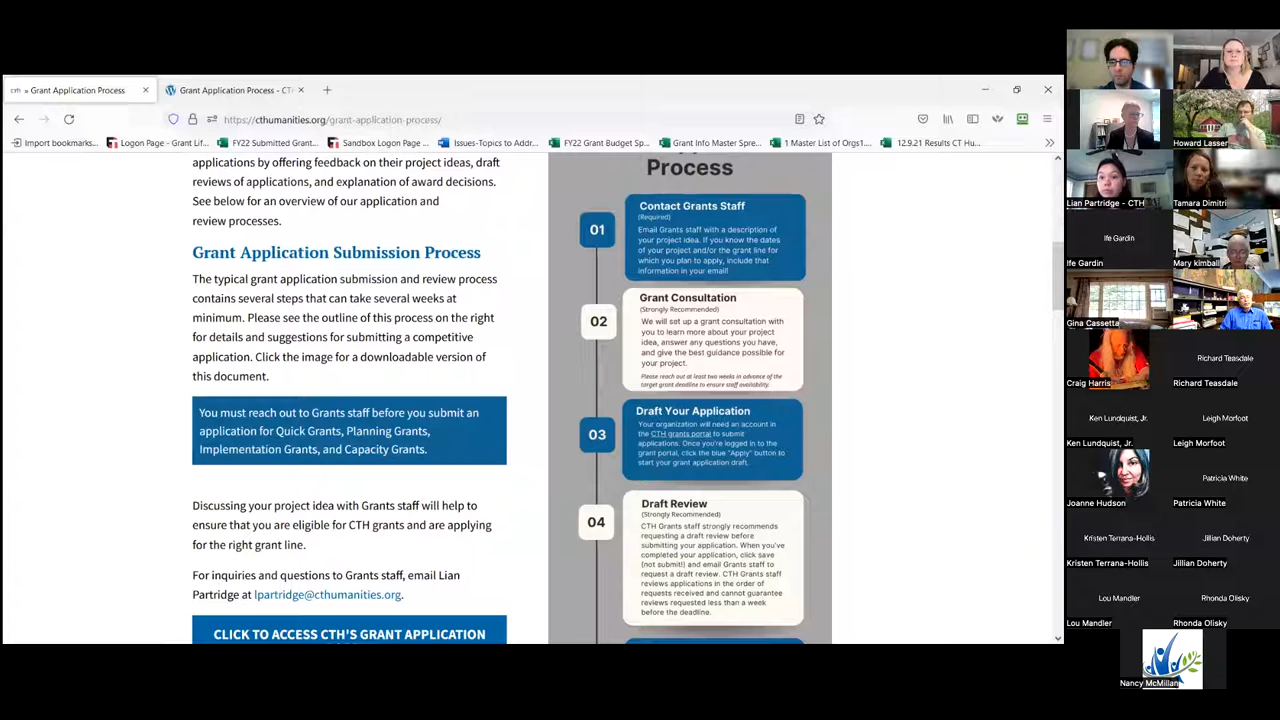 cth » Grant Application Process
Grant Application Process - CT
https://cthumanities.org/grant-application-process/
Import bookmarks...
Logon Page - Grant Lif...
FY22 Submitted Grant...
Sandbox Logon Page ...
Issues-Topics to Addr...
FY22 Grant Budget Sp...
Grant Info Master Spre...
1 Master List of Orgs1...
12.9.21 Results CT Hu...
applications by offering feedback on their project ideas, draft
reviews of applications, and explanation of award decisions.
See below for an overview of our application and
review processes.
Grant Application Submission Process
The typical grant application submission and review process
contains several steps that can take several weeks at
minimum. Please see the outline of this process on the right
for details and suggestions for submitting a competitive
application. Click the image for a downloadable version of
this document.
You must reach out to Grants staff before you submit an
application for Quick Grants, Planning Grants,
Implementation Grants, and Capacity Grants.
Discussing your project idea with Grants staff will help to
ensure that you are eligible for CTH grants and are applying
for the right grant line.
For inquiries and questions to Grants staff, email Lian
Partridge at lpartridge@cthumanities.org.
CLICK TO ACCESS CTH'S GRANT APPLICATION
Process
01
Contact Grants Staff
(Required)
Email Grants staff with a description of
your project idea. If you know the dates
of your project and/or the grant line for
which you plan to apply, include that
information in your email!
02
Grant Consultation
(Strongly Recommended)
We will set up a grant consultation with
you to learn more about your project
idea, answer any questions you have,
and give the best guidance possible for
your project.
Please reach out at least two weeks in advance of the
target grant deadline to ensure staff availability.
03
Draft Your Application
Your organization will need an account in
the CTH grants portal to submit
applications. Once you're logged in to the
grant portal, click the blue "Apply" button to
start your grant application draft.
04
Draft Review
(Strongly Recommended)
CTH Grants staff strongly recommends
requesting a draft review before
submitting your application. When you've
completed your application, click save
(not submit!) and email Grants staff to
request a draft review. CTH Grants staff
reviews applications in the order of
requests received and cannot guarantee
reviews requested less than a week
before the deadline.
Howard Lasser
Lian Partridge - CTH
Tamara Dimitri
Ife Gardin
Ife Gardin
Mary kimball
Gina Cassetta
Craig Harris
Richard Teasdale
Richard Teasdale
Ken Lundquist, Jr.
Leigh Morfoot
Ken Lundquist, Jr.
Leigh Morfoot
Joanne Hudson
Patricia White
Patricia White
Kristen Terrana-Hollis
Jillian Doherty
Kristen Terrana-Hollis
Jillian Doherty
Lou Mandler
Rhonda Olisky
Lou Mandler
Rhonda Olisky
Nancy McMillan